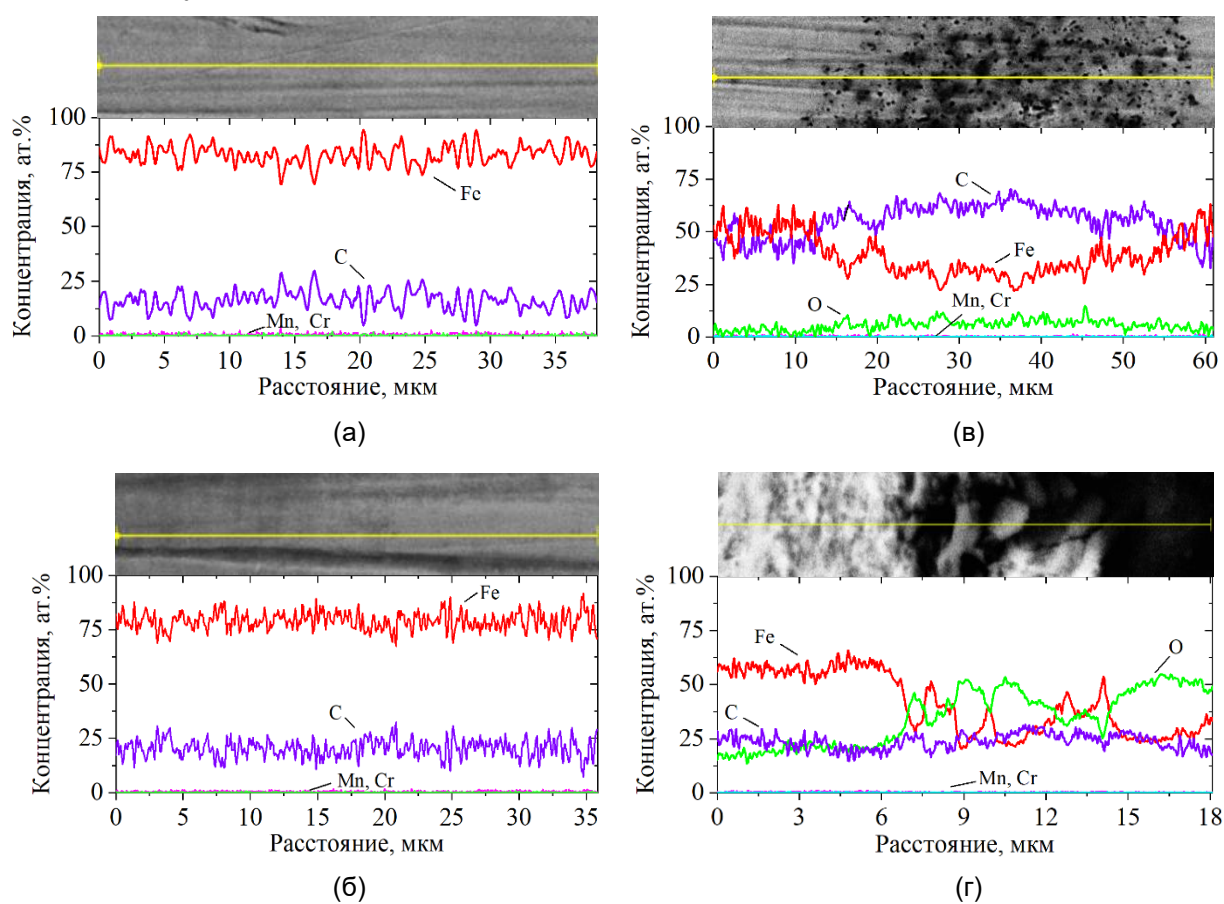 100
75
50
25
0
Концентрация, ат.%
Fe
C
Mn, Cr
0 5 10 15 20 25 30 35
Расстояние, мкм
(а)
100
75
50
25
0
Концентрация, ат.%
C
Fe
Mn, Cr
O
0 10 20 30 40 50 60
Расстояние, мкм
(в)
100
75
50
25
0
Концентрация, ат.%
Fe
C
Mn, Cr
0 5 10 15 20 25 30 35
Расстояние, мкм
(б)
100
75
50
25
0
Концентрация, ат.%
Fe
O
C
Mn, Cr
0 3 6 9 12 15 18
Расстояние, мкм
(г)